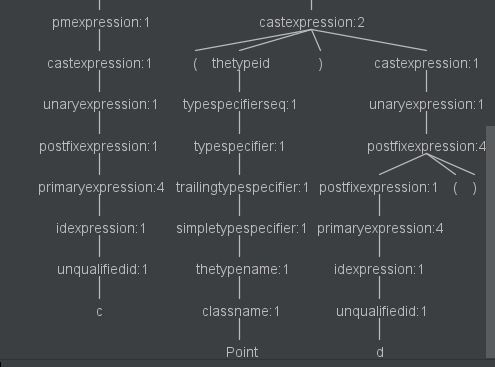 pmexpression:1 castexpression:2
castexpression:1 ( thetypeid ) castexpression:1
unaryexpression:1 typespecifierseq:1 unaryexpression:1
postfixexpression:1 typespecifier:1 postfixexpression:4
primaryexpression:4 trailingtypespecifier:1 postfixexpression:1 ( )
idexpression:1 simpletypespecifier:1 primaryexpression:4
unqualifiedid:1 thetypename:1 idexpression:1
c classname:1 unqualifiedid:1
Point d